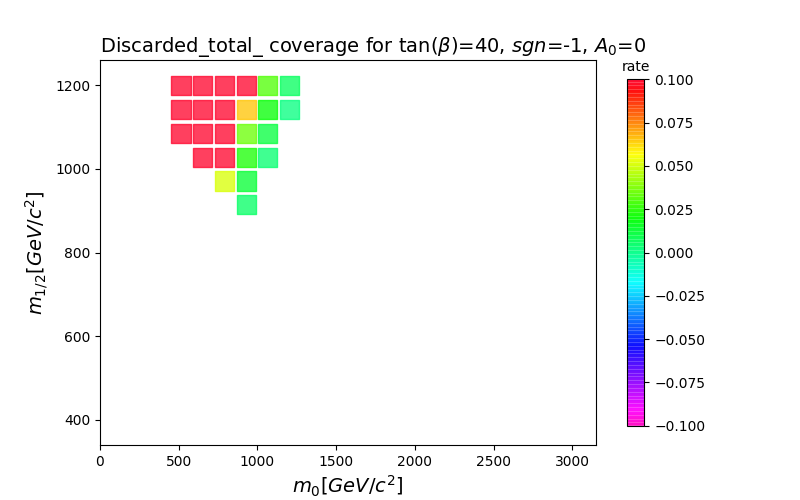 Discarded_total_ coverage for tan(β)=40, sgn=-1, A₀=0
rate
0.100
0.075
0.050
0.025
0.000
−0.025
−0.050
−0.075
−0.100
1200
1000
800
600
400
m₁/₂[GeV/c²]
0 500 1000 1500 2000 2500 3000
m₀[GeV/c²]